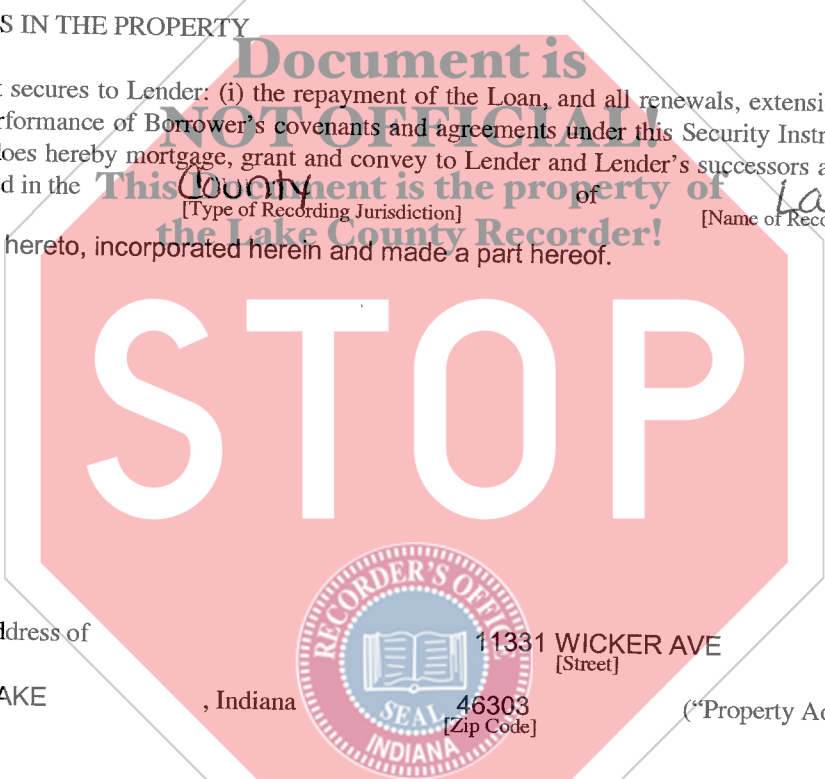 S IN THE PROPERTY
Document is
t secures to Lender: (i) the repayment of the Loan, and all renewals, extensi
NOT OFFICIAL!
rformance of Borrower's covenants and agreements under this Security Instr
loes hereby mortgage, grant and convey to Lender and Lender's successors a
d in the County of La
This Document is the property of
[Type of Recording Jurisdiction] [Name of Reco
the Lake County Recorder!
hereto, incorporated herein and made a part hereof.
STOP
RECORDER'S OFFICE
ddress of 11331 WICKER AVE
[Street]
AKE , Indiana 46303 ("Property Ad
SEAL
[Zip Code]
INDIANA